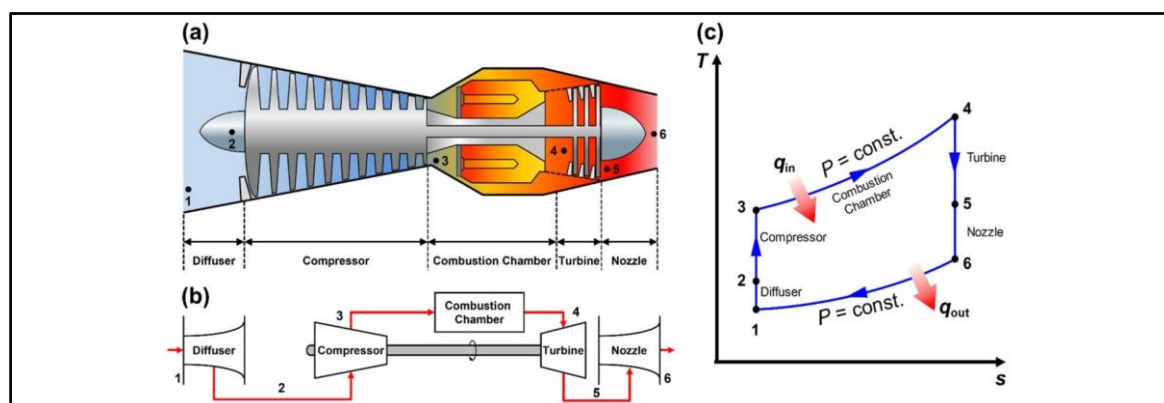 (a)
2
3
4
5
6
1
Diffuser
Compressor
Combustion Chamber
Turbine
Nozzle
(b)
Combustion
Chamber
3
4
Diffuser
Compressor
Turbine
Nozzle
1
2
5
6
(c)
T
4
P = const.
q in
Combustion
Chamber
Turbine
3
5
Compressor
Nozzle
2
6
Diffuser
1
P = const.
q out
s